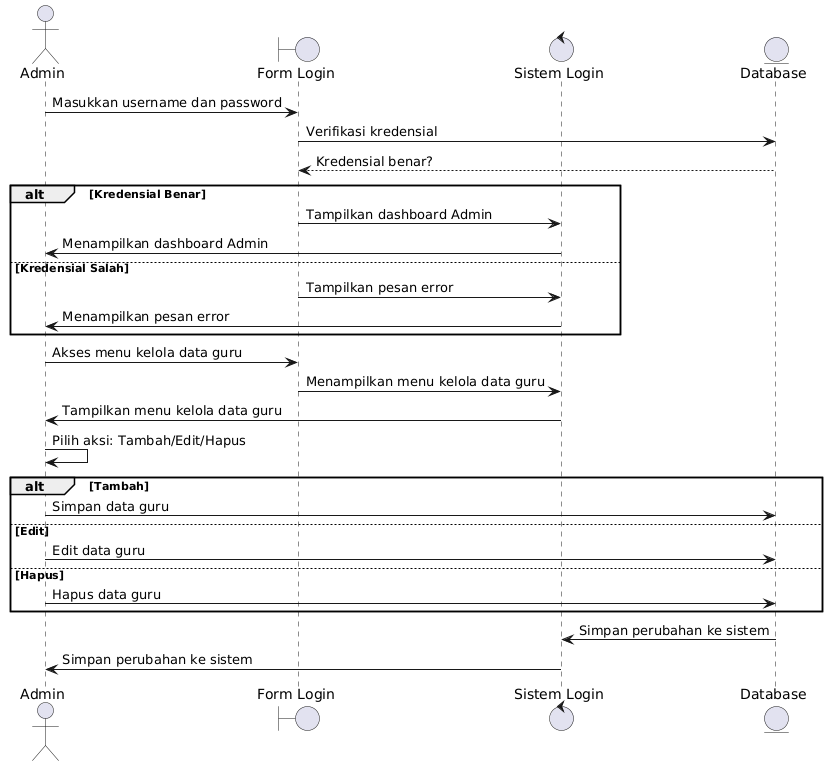 Admin
Form Login
Sistem Login
Database
Masukkan username dan password
Verifikasi kredensial
Kredensial benar?
alt [Kredensial Benar]
Tampilkan dashboard Admin
Menampilkan dashboard Admin
[Kredensial Salah]
Tampilkan pesan error
Menampilkan pesan error
Akses menu kelola data guru
Menampilkan menu kelola data guru
Tampilkan menu kelola data guru
Pilih aksi: Tambah/Edit/Hapus
alt [Tambah]
Simpan data guru
[Edit]
Edit data guru
[Hapus]
Hapus data guru
Simpan perubahan ke sistem
Simpan perubahan ke sistem
Admin
Form Login
Sistem Login
Database